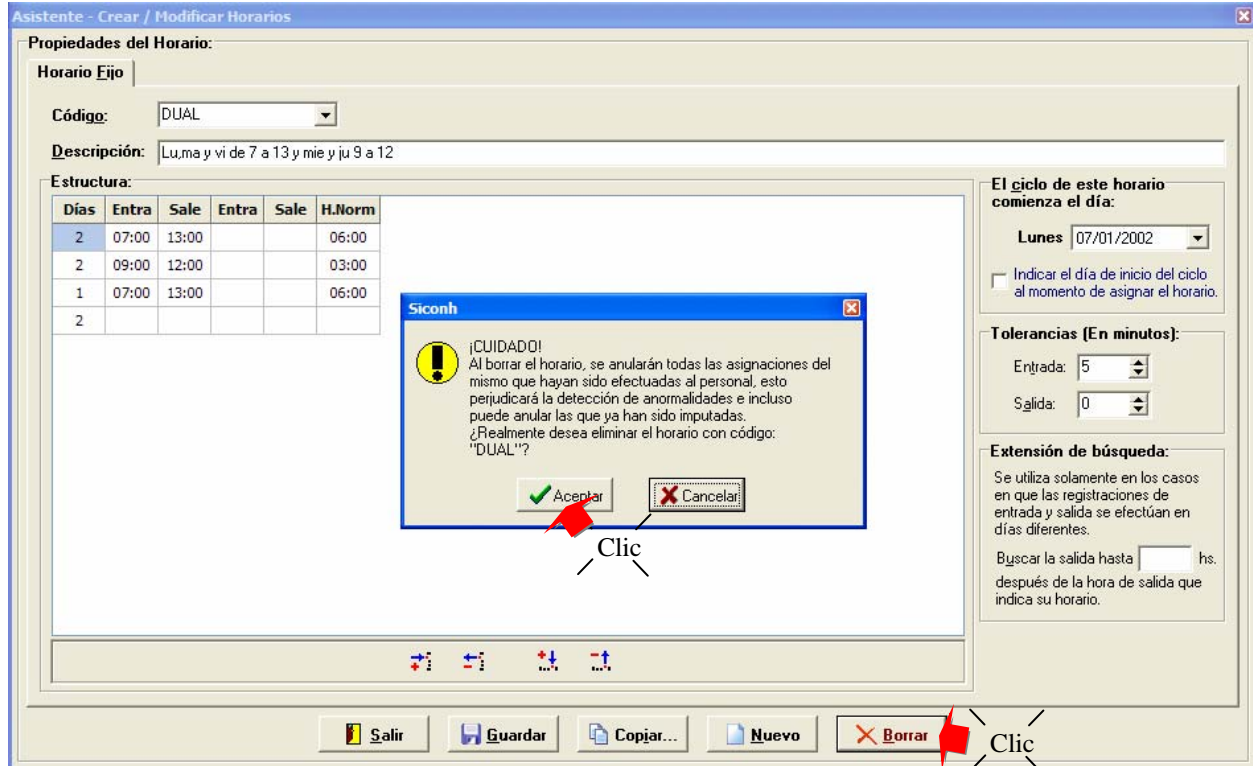 Asistente - Crear / Modificar Horarios
Propiedades del Horario:
Horario Fijo
Código: DUAL
Descripción: Lu,ma y vi de 7 a 13 y mie y ju 9 a 12
Estructura:
Días Entra Sale Entra Sale H.Norm
2 07:00 13:00 06:00
2 09:00 12:00 03:00
1 07:00 13:00 06:00
2
El ciclo de este horario
comienza el día:
Lunes 07/01/2002
Indicar el día de inicio del ciclo
al momento de asignar el horario.
Tolerancias (En minutos):
Entrada: 5
Salida: 0
Extensión de búsqueda:
Se utiliza solamente en los casos
en que las registraciones de
entrada y salida se efectúan en
días diferentes.
Buscar la salida hasta hs.
después de la hora de salida que
indica su horario.
Siconh
¡CUIDADO!
Al borrar el horario, se anularán todas las asignaciones del
mismo que hayan sido efectuadas al personal, esto
perjudicará la detección de anormalidades e incluso
puede anular las que ya han sido imputadas.
¿Realmente desea eliminar el horario con código:
"DUAL"?
Aceptar Cancelar
Clic
Salir Guardar Copiar... Nuevo Borrar
Clic